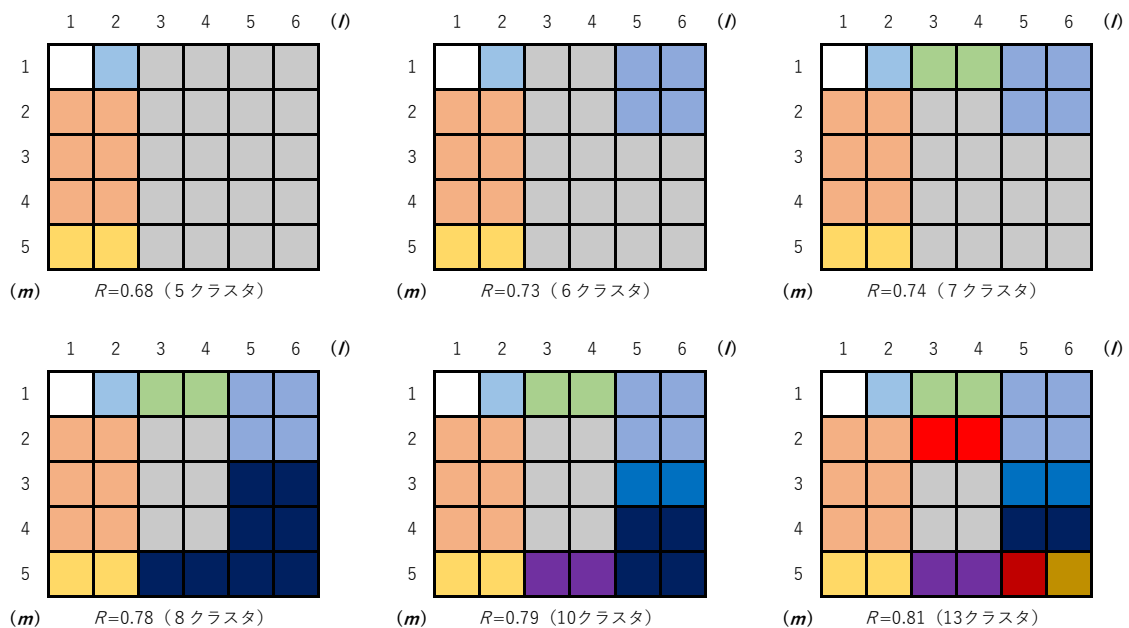 1 2 3 4 5 6 (l) 1 2 3 4 5 6 (l) 1 2 3 4 5 6 (l)
1 1 1
2 2 2
3 3 3
4 4 4
5 5 5
(m) R=0.68（5クラスタ） (m) R=0.73（6クラスタ） (m) R=0.74（7クラスタ）
1 2 3 4 5 6 (l) 1 2 3 4 5 6 (l) 1 2 3 4 5 6 (l)
1 1 1
2 2 2
3 3 3
4 4 4
5 5 5
(m) R=0.78（8クラスタ） (m) R=0.79（10クラスタ） (m) R=0.81（13クラスタ）